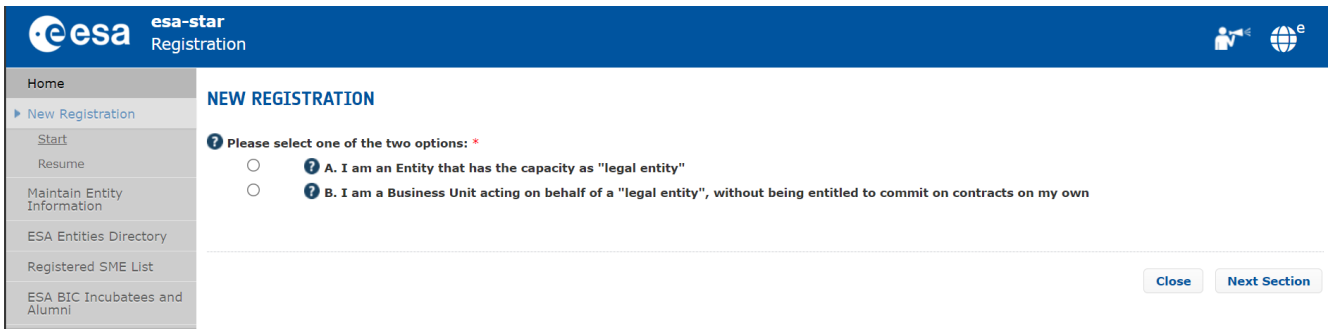 esa
esa-star
Registration
e
Home
New Registration
Start
Resume
Maintain Entity
Information
ESA Entities Directory
Registered SME List
ESA BIC Incubatees and
Alumni
NEW REGISTRATION
? Please select one of the two options: *
? A. I am an Entity that has the capacity as "legal entity"
? B. I am a Business Unit acting on behalf of a "legal entity", without being entitled to commit on contracts on my own
Close
Next Section